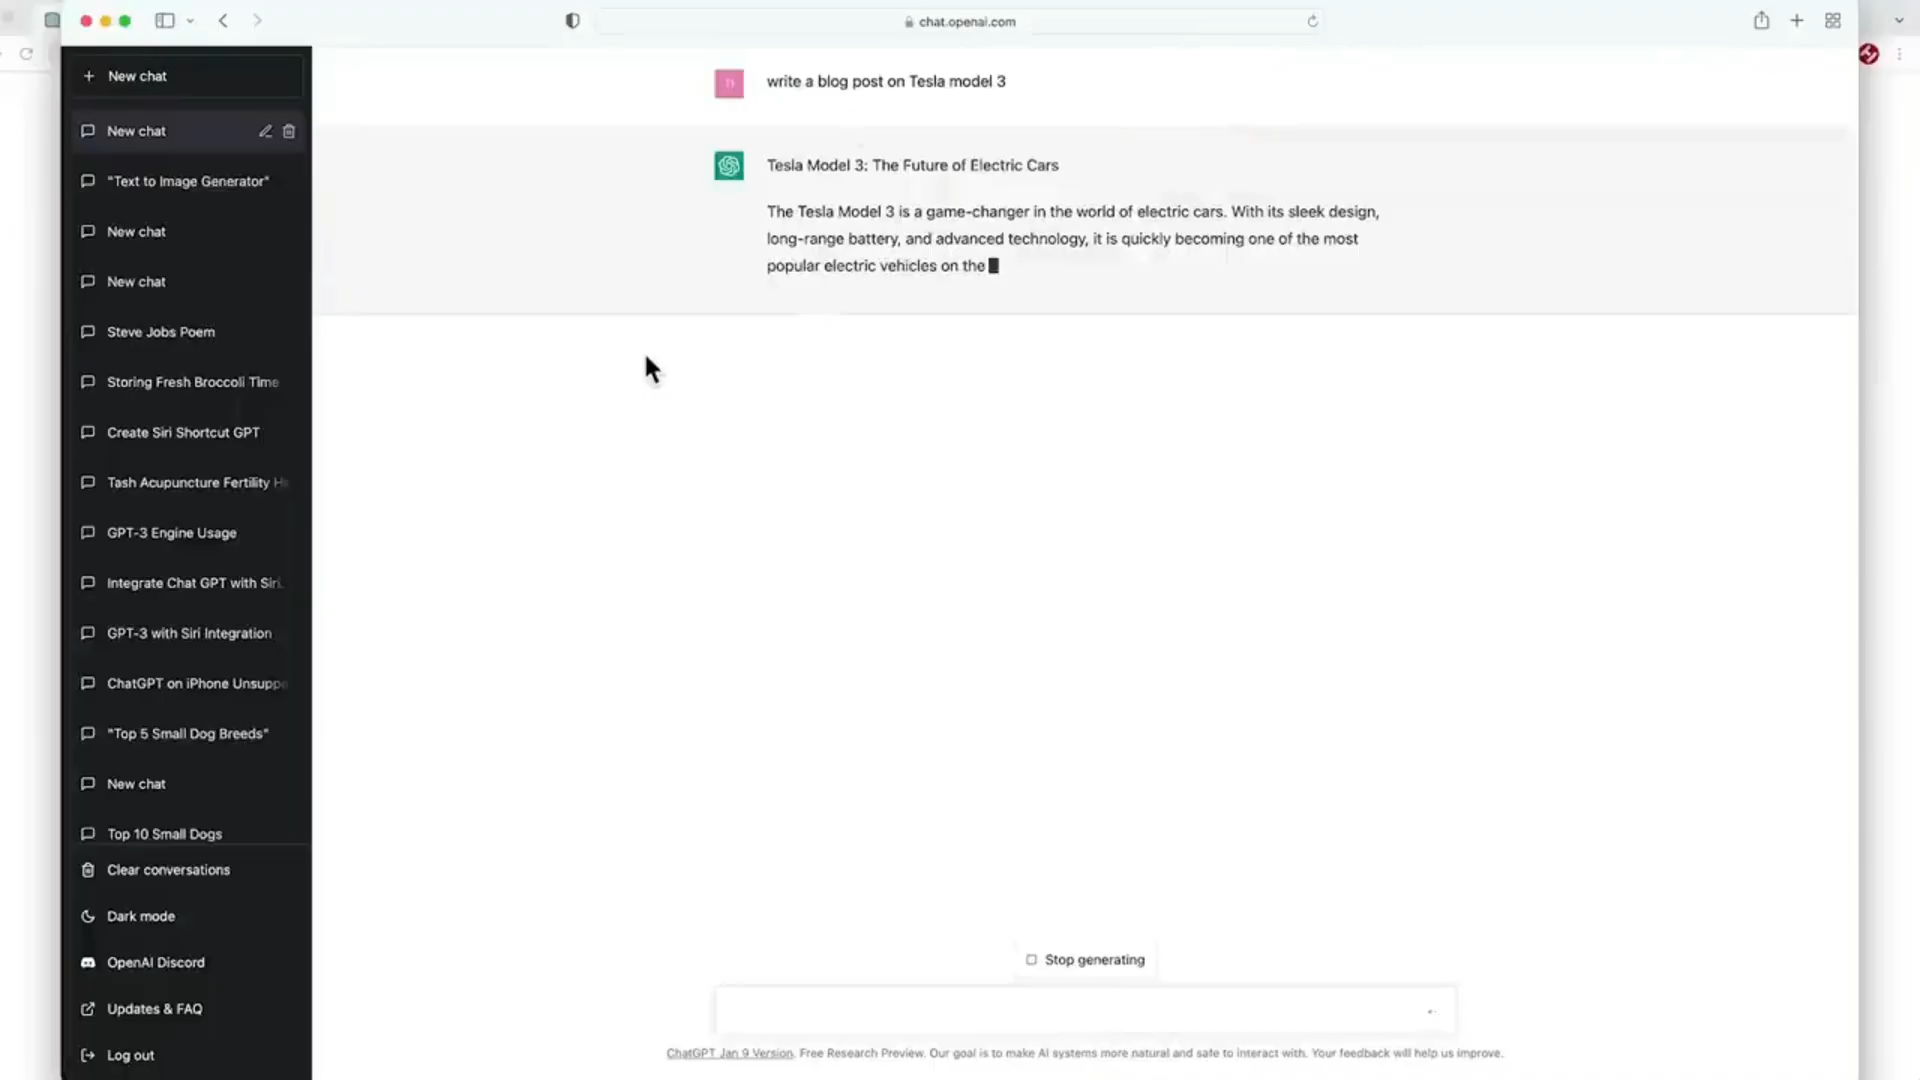 chat.openai.com
New chat
New chat
"Text to Image Generator"
New chat
New chat
Steve Jobs Poem
Storing Fresh Broccoli Time
Create Siri Shortcut GPT
Tash Acupuncture Fertility
GPT-3 Engine Usage
Integrate Chat GPT with Siri
GPT-3 with Siri Integration
ChatGPT on iPhone Unsuppo
"Top 5 Small Dog Breeds"
New chat
Top 10 Small Dogs
Clear conversations
Dark mode
OpenAI Discord
Updates & FAQ
Log out
write a blog post on Tesla model 3
Tesla Model 3: The Future of Electric Cars
The Tesla Model 3 is a game-changer in the world of electric cars. With its sleek design,
long-range battery, and advanced technology, it is quickly becoming one of the most
popular electric vehicles on the
Stop generating
ChatGPT Jan 9 Version. Free Research Preview. Our goal is to make AI systems more natural and safe to interact with. Your feedback will help us improve.